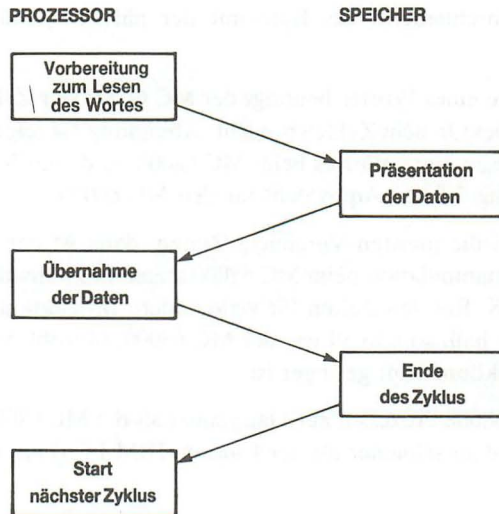 PROZESSOR
SPEICHER
Vorbereitung
zum Lesen
des Wortes
Präsentation
der Daten
Übernahme
der Daten
Ende
des Zyklus
Start
nächster Zyklus